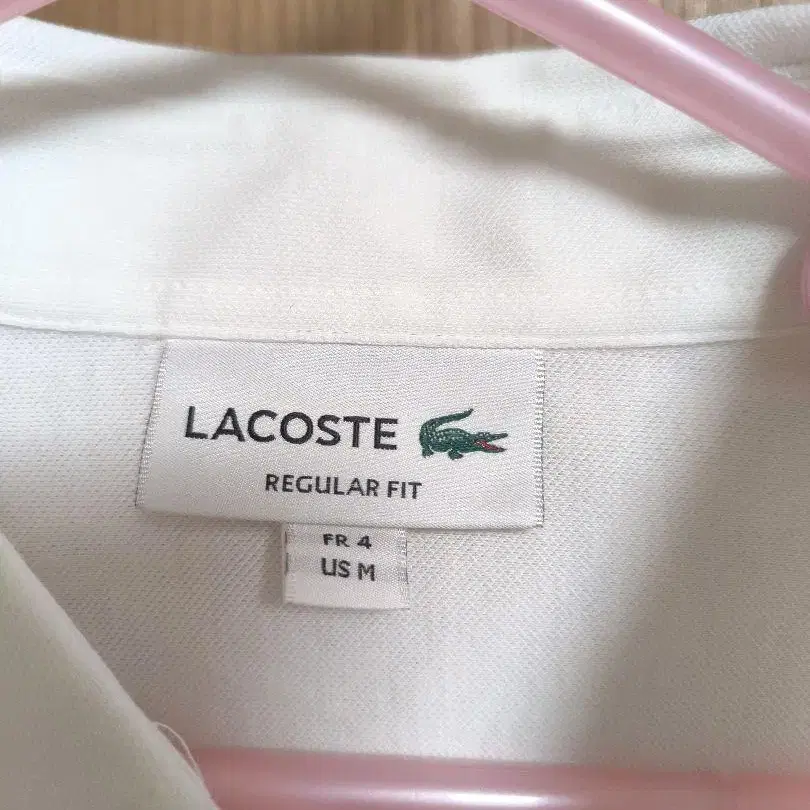 LACOSTE
REGULAR FIT
FR 4
US M